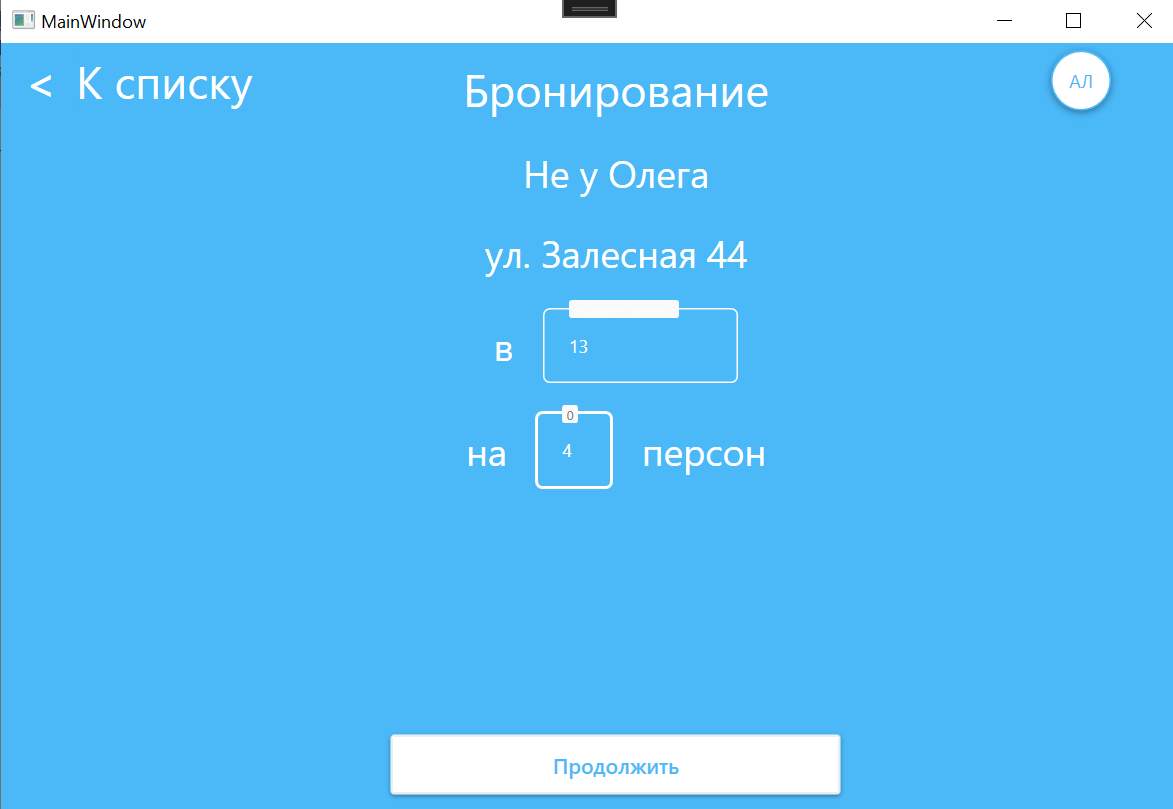 MainWindow
< К списку
Бронирование
АЛ
Не у Олега
ул. Залесная 44
в 13
0
на 4 персон
Продолжить